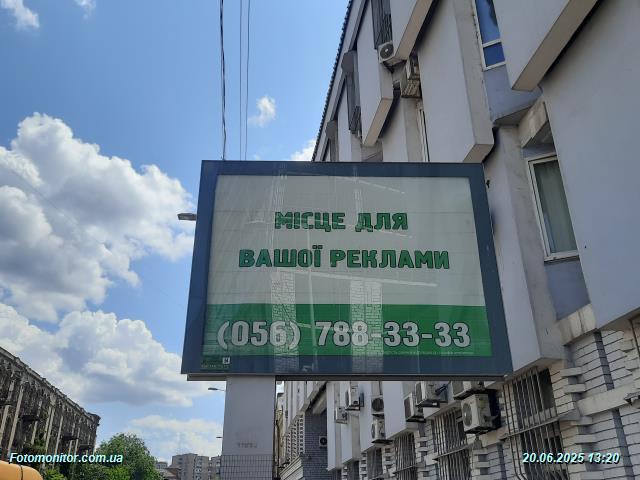 МІСЦЕ ДЛЯ
ВАШОЇ РЕКЛАМИ
(056) 788-33-33
Fotomonitor.com.ua
20.06.2025 13:20